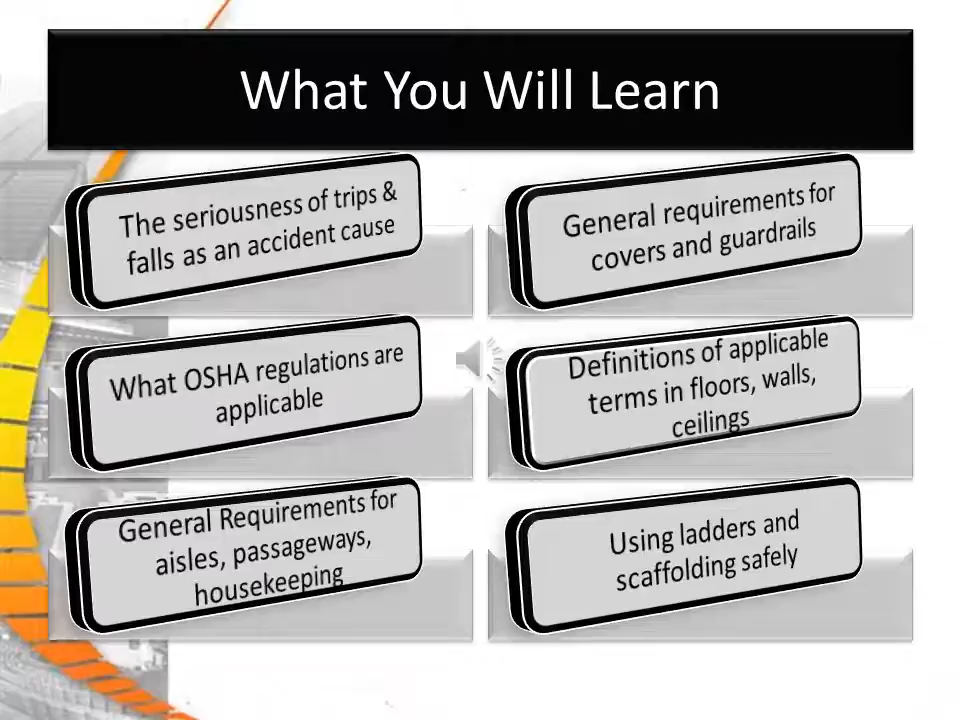 What You Will Learn
The seriousness of trips &
falls as an accident cause
General requirements for
covers and guardrails
What OSHA regulations are
applicable
Definitions of applicable
terms in floors, walls,
ceilings
General Requirements for
aisles, passageways,
housekeeping
Using ladders and
scaffolding safely